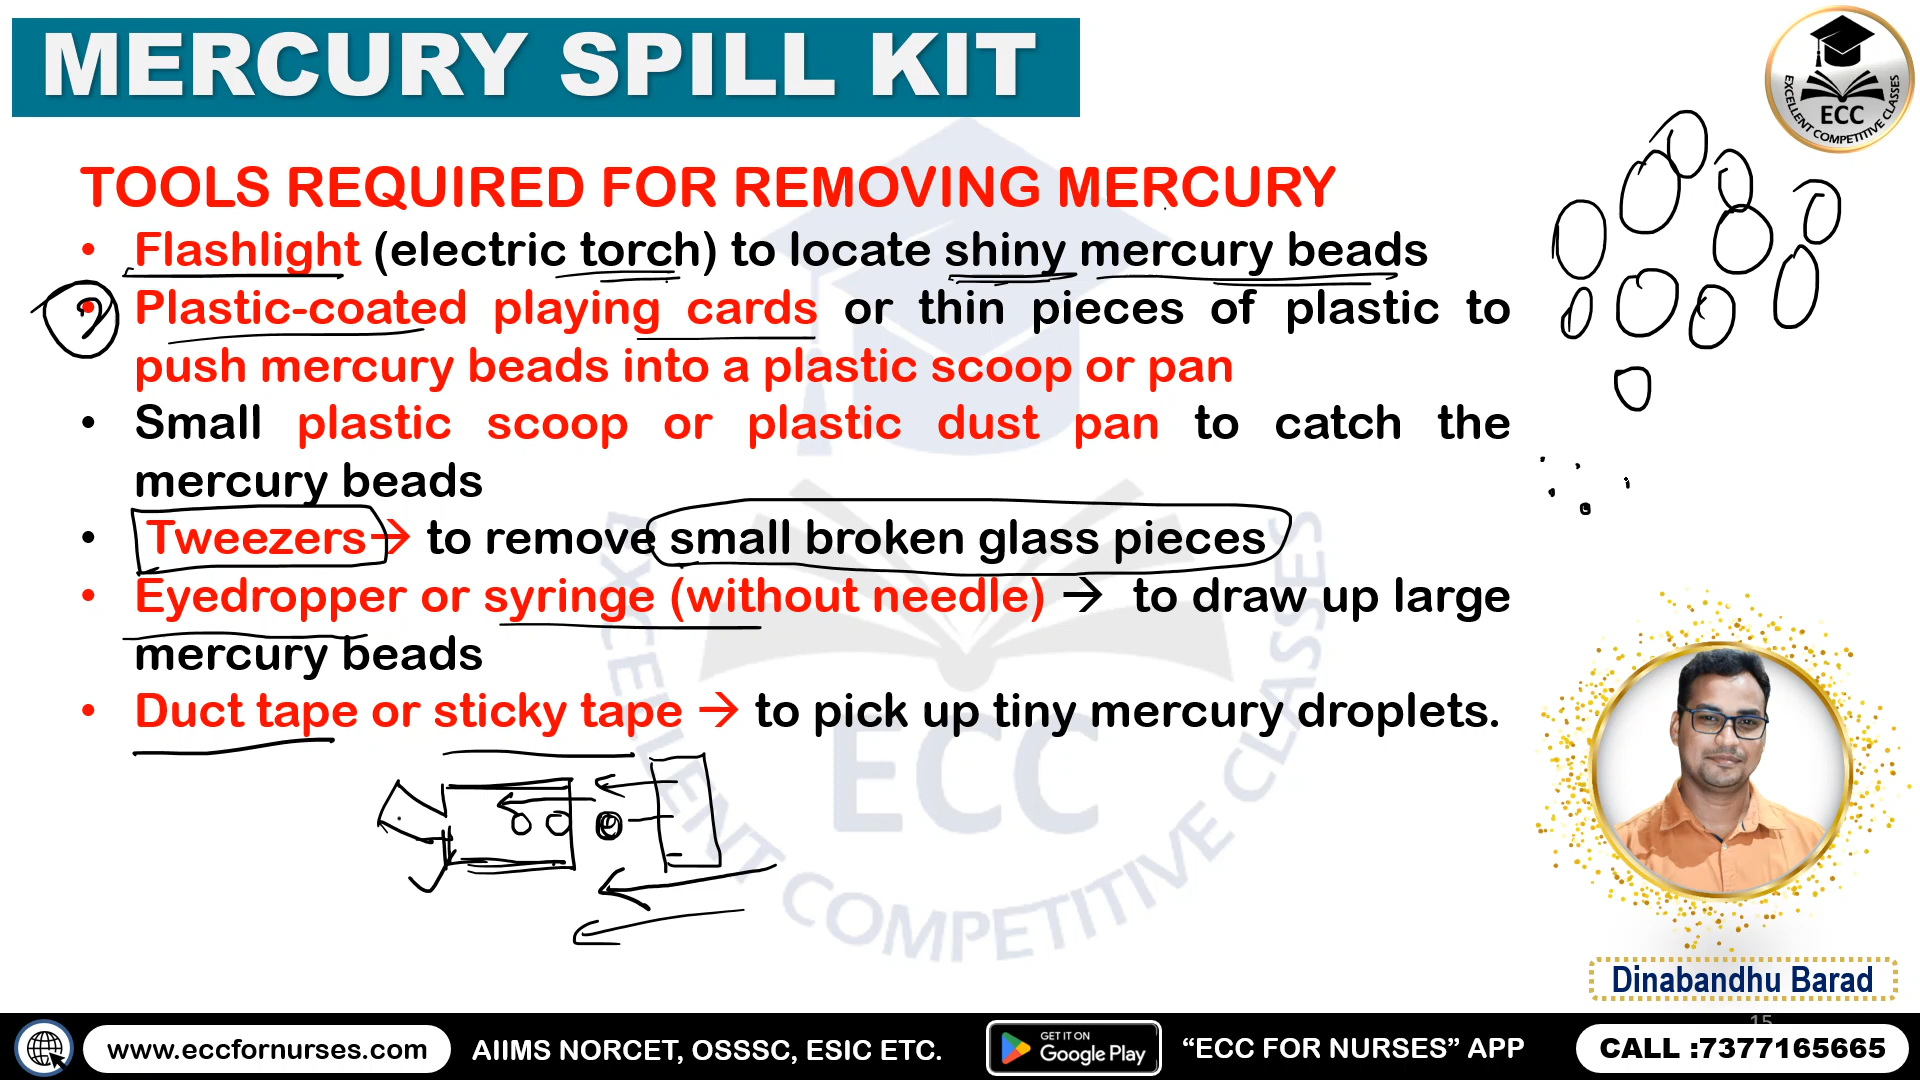 MERCURY SPILL KIT
EXCELLENT COMPETITIVE CLASSES
ECC
TOOLS REQUIRED FOR REMOVING MERCURY
• Flashlight (electric torch) to locate shiny mercury beads
• Plastic-coated playing cards or thin pieces of plastic to
push mercury beads into a plastic scoop or pan
• Small plastic scoop or plastic dust pan to catch the
mercury beads
• Tweezers→ to remove small broken glass pieces
• Eyedropper or syringe (without needle) → to draw up large
mercury beads
• Duct tape or sticky tape → to pick up tiny mercury droplets.
ECC
EXCELLENT COMPETITIVE CLASSES
Dinabandhu Barad
15
www.eccfornurses.com
AIIMS NORCET, OSSSC, ESIC ETC.
GET IT ON
Google Play
“ECC FOR NURSES” APP
CALL :7377165665